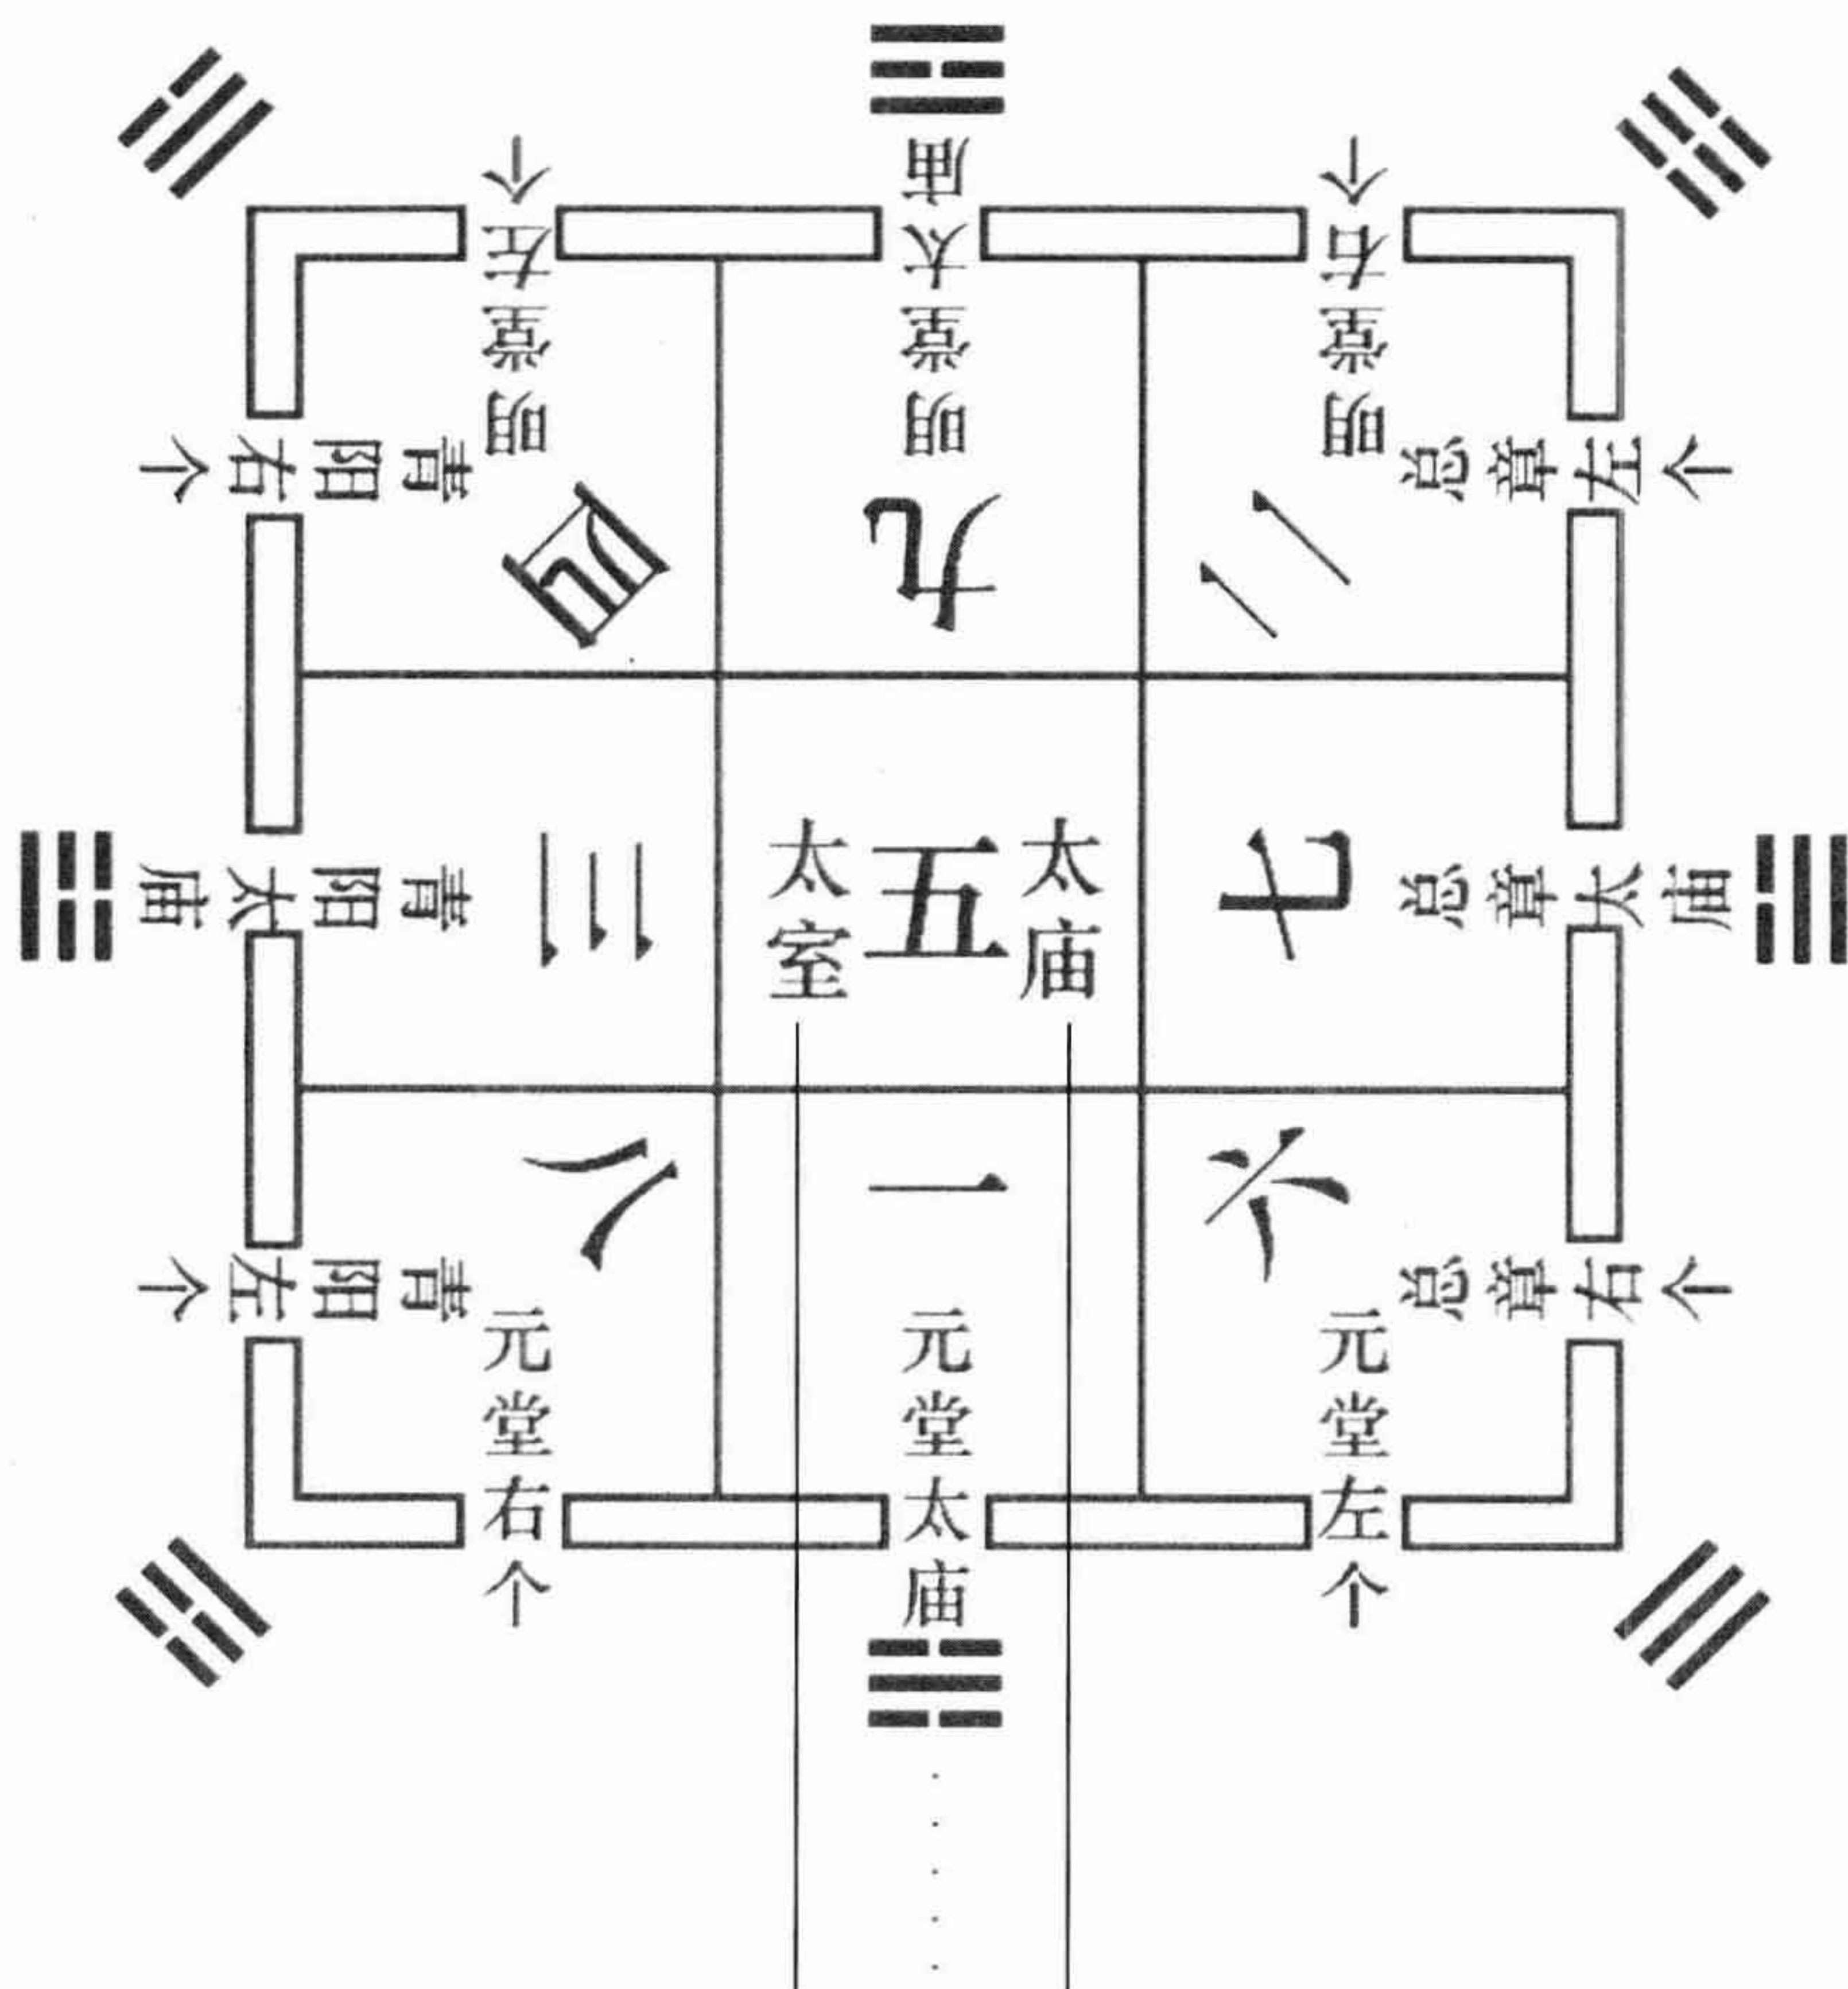 明堂左个
明堂太庙
明堂右个
青阳右个
总章左个
四
九
二
青阳太庙
三
太室
五
太庙
七
总章太庙
八
一
六
青阳左个
总章右个
元堂右个
元堂太庙
元堂左个